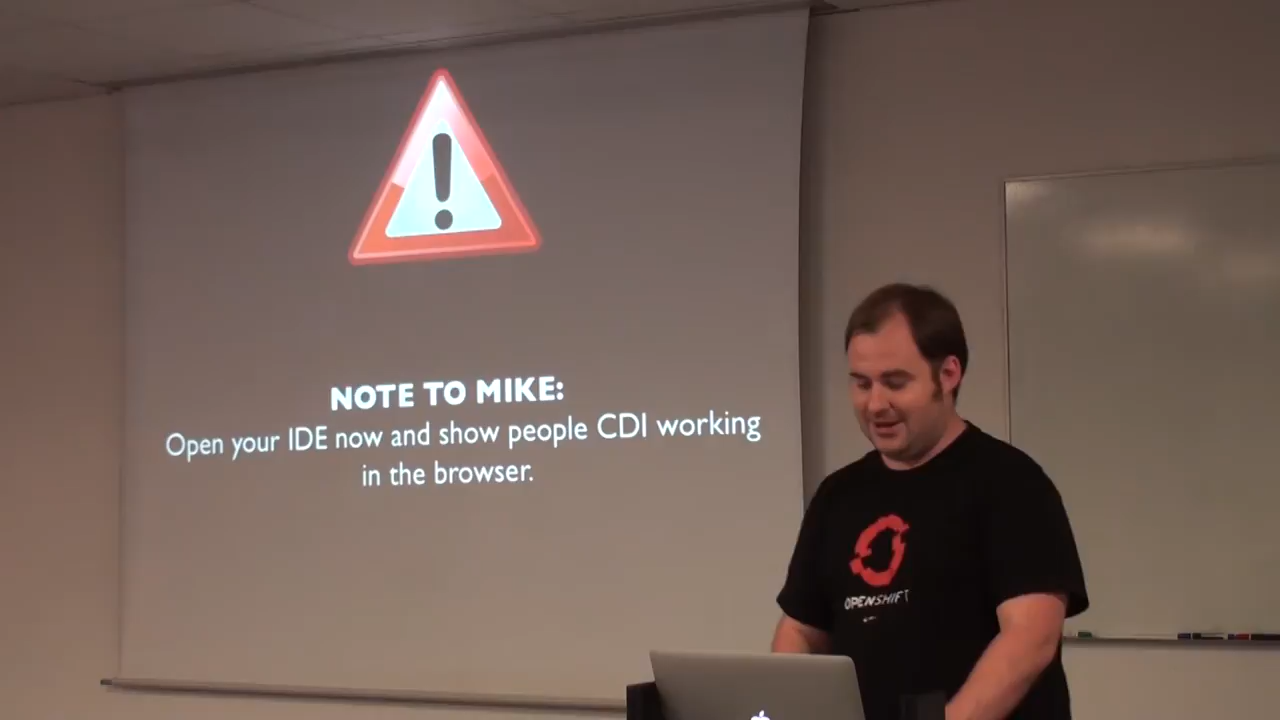 NOTE TO MIKE:
Open your IDE now and show people CDI working
in the browser.
OPENSHIFT